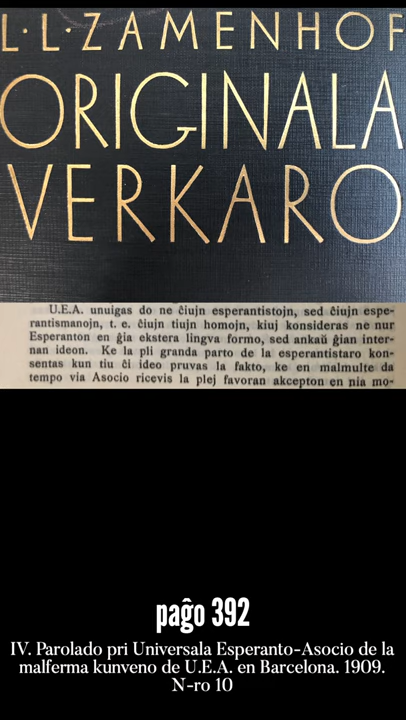 L·L·ZAMENHOF
ORIGINALA
VERKARO
U.E.A. unuigas do ne ĉiujn esperantistojn, sed ĉiujn espe-
rantismanojn, t. e. ĉiujn tiujn homojn, kiuj konsideras ne nur
Esperanton en ĝia ekstera lingva formo, sed ankaŭ ĝian inter-
nan ideon. Ke la pli granda parto de la esperantistaro kon-
sentas kun tiu ĉi ideo pruvas la fakto, ke en malmulte da
tempo via Asocio ricevis la plej favoran akcepton en nia mo-
paĝo 392
IV. Parolado pri Universala Esperanto-Asocio de la
malferma kunveno de U.E.A. en Barcelona. 1909.
N-ro 10